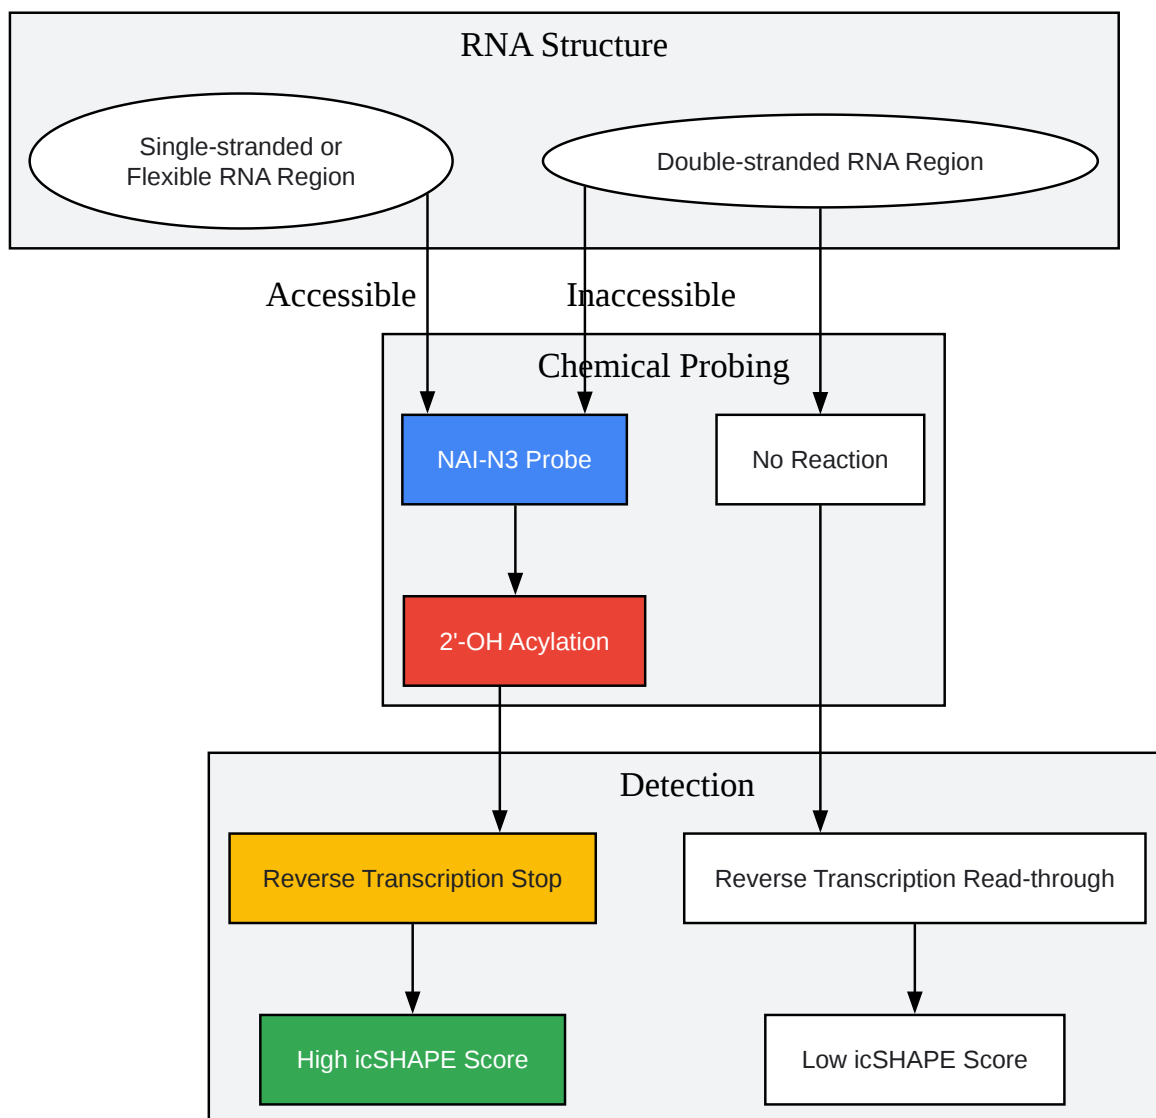 RNA Structure
Single-stranded or
Flexible RNA Region
Double-stranded RNA Region
Accessible
Inaccessible
Chemical Probing
NAI-N3 Probe
No Reaction
2'-OH Acylation
Detection
Reverse Transcription Stop
Reverse Transcription Read-through
High icSHAPE Score
Low icSHAPE Score